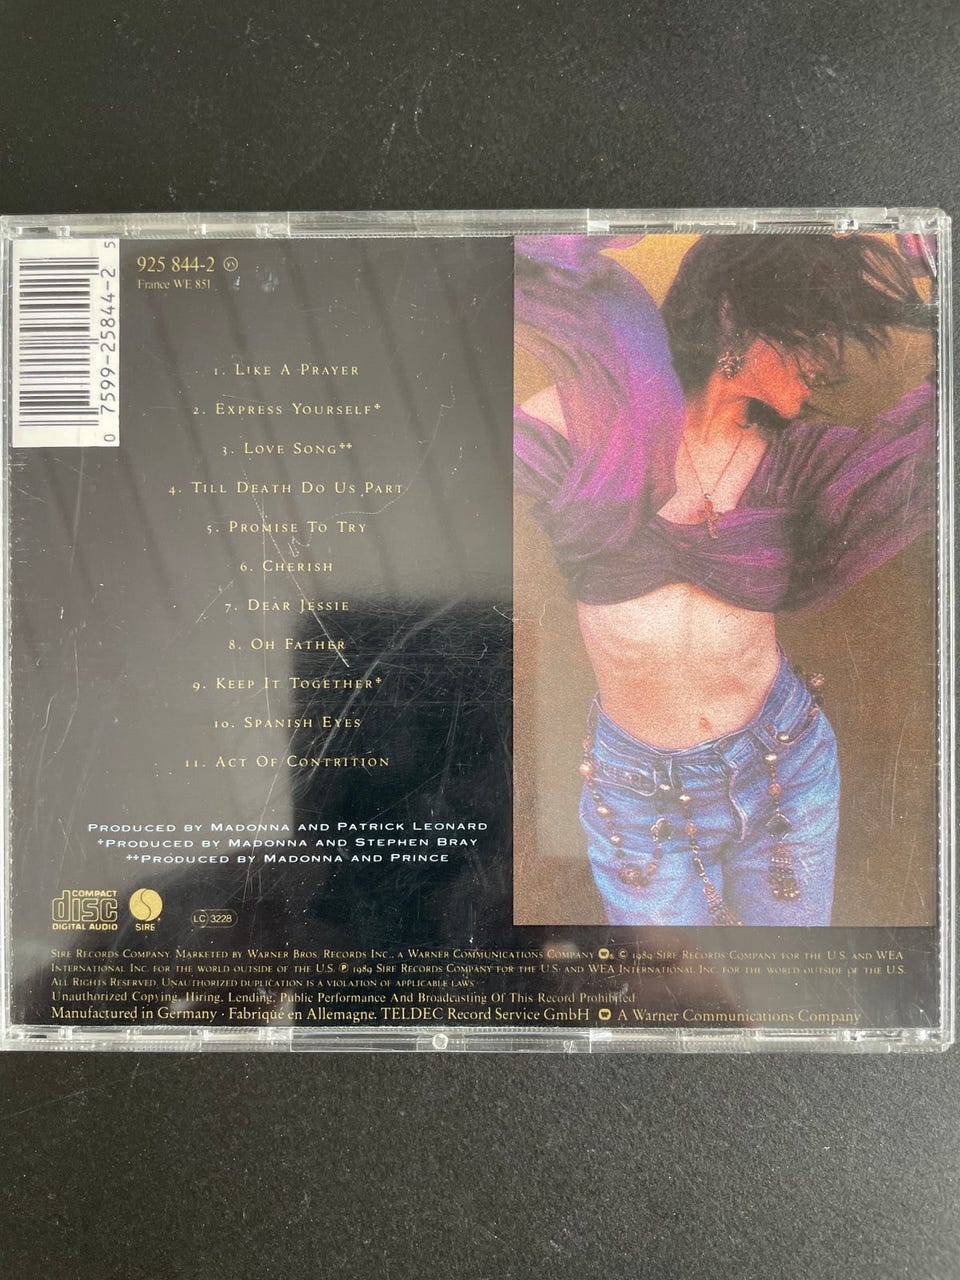 925 844-2 YS
France WE 851
0 7599-25844-2 5
1. LIKE A PRAYER
2. EXPRESS YOURSELF+
3. LOVE SONG++
4. TILL DEATH DO US PART
5. PROMISE TO TRY
6. CHERISH
7. DEAR JESSIE
8. OH FATHER
9. KEEP IT TOGETHER+
10. SPANISH EYES
11. ACT OF CONTRITION
PRODUCED BY MADONNA AND PATRICK LEONARD
+PRODUCED BY MADONNA AND STEPHEN BRAY
++PRODUCED BY MADONNA AND PRINCE
COMPACT
disc
DIGITAL AUDIO
SIRE
LC 3228
SIRE RECORDS COMPANY. MARKETED BY WARNER BROS. RECORDS INC., A WARNER COMMUNICATIONS COMPANY. © 1989 SIRE RECORDS COMPANY FOR THE U.S. AND WEA
INTERNATIONAL INC. FOR THE WORLD OUTSIDE OF THE U.S. ℗ 1989 SIRE RECORDS COMPANY FOR THE U.S. AND WEA INTERNATIONAL INC. FOR THE WORLD OUTSIDE OF THE U.S.
ALL RIGHTS RESERVED. UNAUTHORIZED DUPLICATION IS A VIOLATION OF APPLICABLE LAWS
Unauthorized Copying, Hiring, Lending, Public Performance And Broadcasting Of This Record Prohibited
Manufactured in Germany · Fabriqué en Allemagne. TELDEC Record Service GmbH A Warner Communications Company